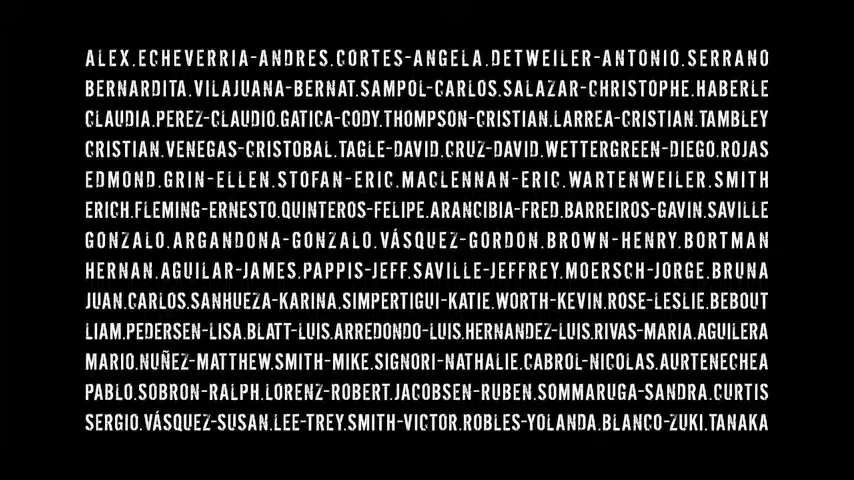 ALEX.ECHEVERRIA-ANDRES.CORTES-ANGELA.DETWEILER-ANTONIO.SERRANO
BERNARDITA.VILAJUANA-BERNAT.SAMPOL-CARLOS.SALAZAR-CHRISTOPHE.HABERLE
CLAUDIA.PEREZ-CLAUDIO.GATICA-CODY.THOMPSON-CRISTIAN.LARREA-CRISTIAN.TAMBLEY
CRISTIAN.VENEGAS-CRISTOBAL.TAGLE-DAVID.CRUZ-DAVID.WETTERGREEN-DIEGO.ROJAS
EDMOND.GRIN-ELLEN.STOFAN-ERIC.MACLENNAN-ERIC.WARTENWEILER.SMITH
ERICH.FLEMING-ERNESTO.QUINTEROS-FELIPE.ARANCIBIA-FRED.BARREIROS-GAVIN.SAVILLE
GONZALO.ARGANDONA-GONZALO.VÁSQUEZ-GORDON.BROWN-HENRY.BORTMAN
HERNAN.AGUILAR-JAMES.PAPPIS-JEFF.SAVILLE-JEFFREY.MOERSCH-JORGE.BRUNA
JUAN.CARLOS.SANHUEZA-KARINA.SIMPERTIGUI-KATIE.WORTH-KEVIN.ROSE-LESLIE.BEBOUT
LIAM.PEDERSEN-LISA.BLATT-LUIS.ARREDONDO-LUIS.HERNANDEZ-LUIS.RIVAS-MARIA.AGUILERA
MARIO.NUÑEZ-MATTHEW.SMITH-MIKE.SIGNORI-NATHALIE.CABROL-NICOLAS.AURTENECHEA
PABLO.SOBRON-RALPH.LORENZ-ROBERT.JACOBSEN-RUBEN.SOMMARUGA-SANDRA.CURTIS
SERGIO.VÁSQUEZ-SUSAN.LEE-TREY.SMITH-VICTOR.ROBLES-YOLANDA.BLANCO-ZUKI.TANAKA